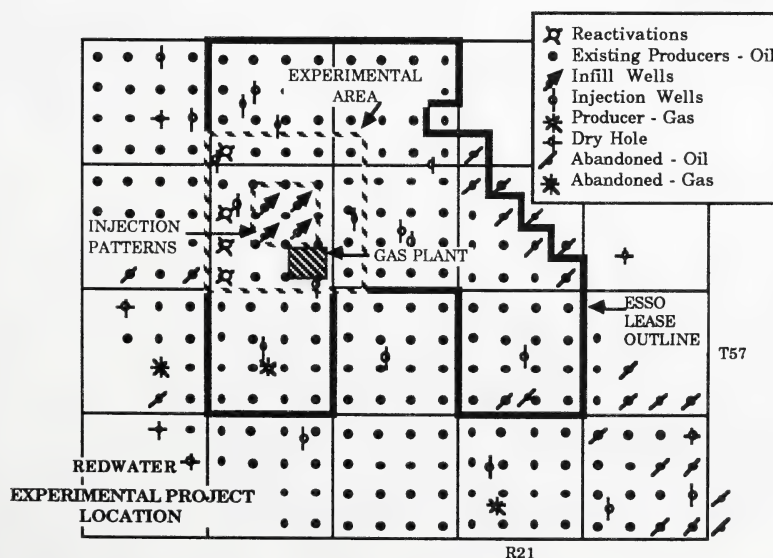 Reactivations
Existing Producers - Oil
Infill Wells
Injection Wells
Producer - Gas
Dry Hole
Abandoned - Oil
Abandoned - Gas
EXPERIMENTAL
AREA
INJECTION
PATTERNS
GAS PLANT
ESSO
LEASE
OUTLINE
T57
REDWATER
EXPERIMENTAL PROJECT
LOCATION
R21